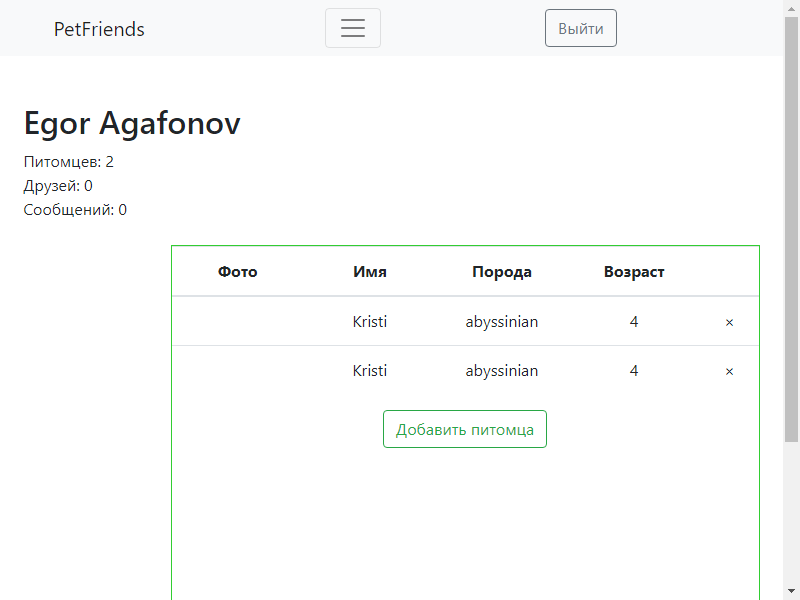 PetFriends
Выйти
Egor Agafonov
Питомцев: 2
Друзей: 0
Сообщений: 0
Фото Имя Порода Возраст
Kristi abyssinian 4 ×
Kristi abyssinian 4 ×
Добавить питомца